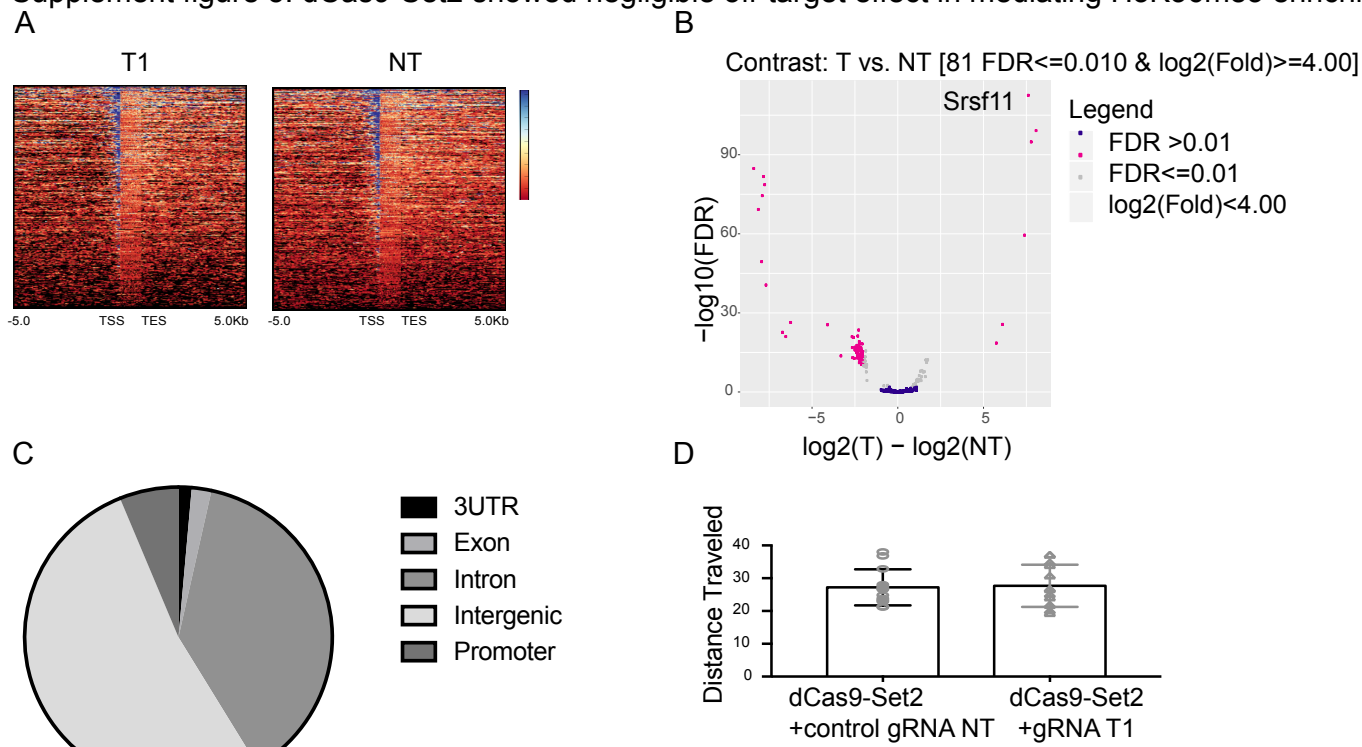 A
B
T1
NT
-5.0 TSS TES 5.0Kb
-5.0 TSS TES 5.0Kb
Contrast: T vs. NT [81 FDR<=0.010 & log2(Fold)>=4.00]
Srsf11
Legend
FDR >0.01
FDR<=0.01
log2(Fold)<4.00
−log10(FDR)
90
60
30
0
−5 0 5
log2(T) − log2(NT)
C
3UTR
Exon
Intron
Intergenic
Promoter
D
Distance Traveled
40
30
20
10
0
dCas9-Set2
+control gRNA NT
dCas9-Set2
+gRNA T1